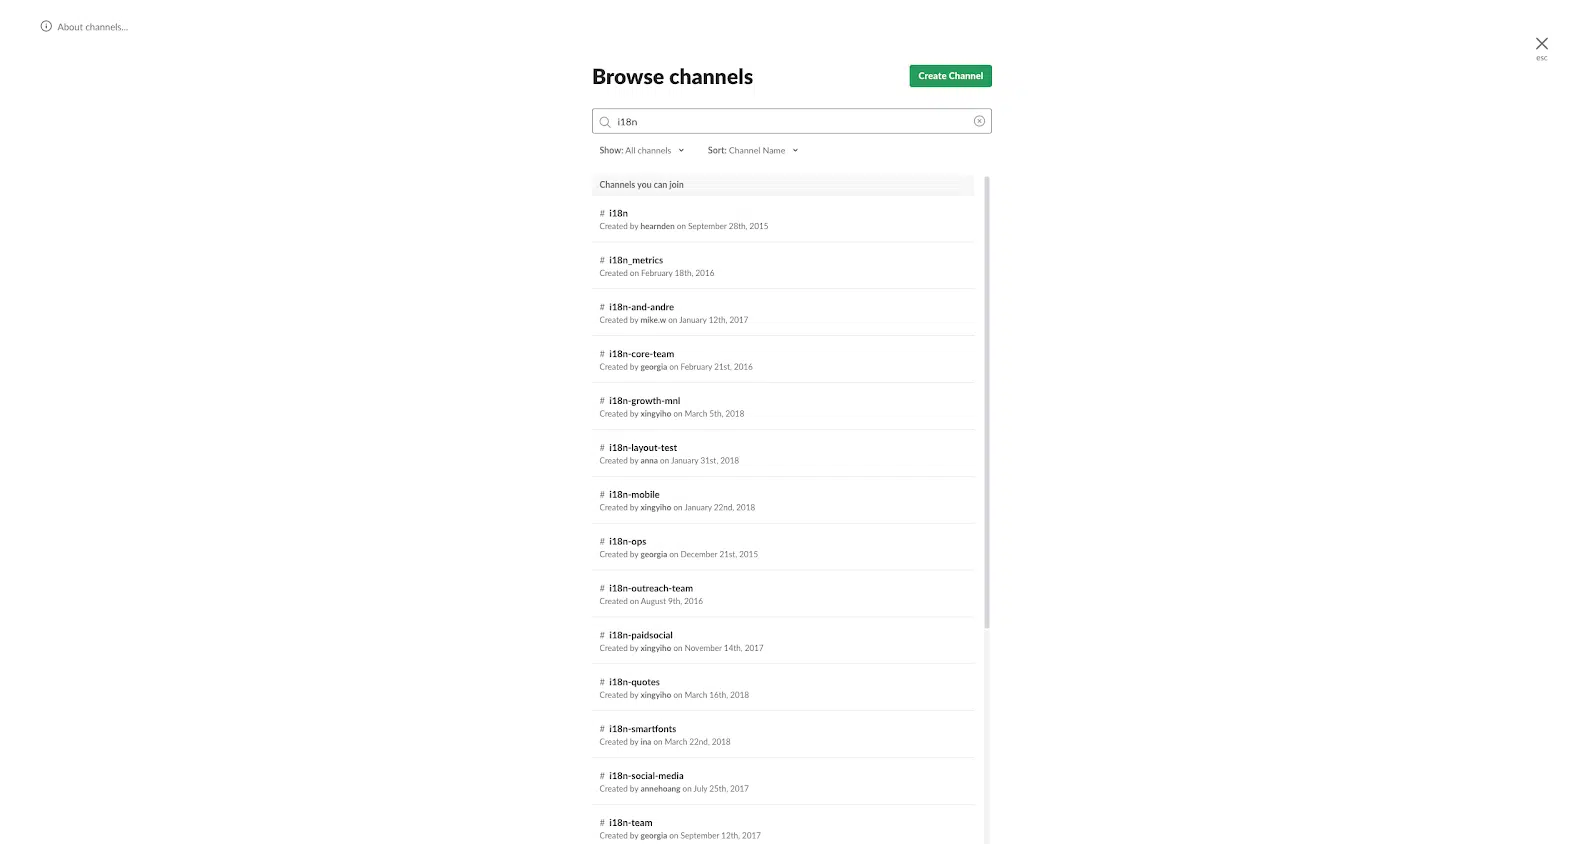 About channels...
esc
Browse channels
Create Channel
i18n
Show: All channels
Sort: Channel Name
Channels you can join
# i18n
Created by hearnden on September 28th, 2015
# i18n_metrics
Created on February 18th, 2016
# i18n-and-andre
Created by mike.w on January 12th, 2017
# i18n-core-team
Created by georgia on February 21st, 2016
# i18n-growth-mnl
Created by xingyiho on March 5th, 2018
# i18n-layout-test
Created by anna on January 31st, 2018
# i18n-mobile
Created by xingyiho on January 22nd, 2018
# i18n-ops
Created by georgia on December 21st, 2015
# i18n-outreach-team
Created on August 9th, 2016
# i18n-paidsocial
Created by xingyiho on November 14th, 2017
# i18n-quotes
Created by xingyiho on March 16th, 2018
# i18n-smartfonts
Created by ina on March 22nd, 2018
# i18n-social-media
Created by annehoang on July 25th, 2017
# i18n-team
Created by georgia on September 12th, 2017